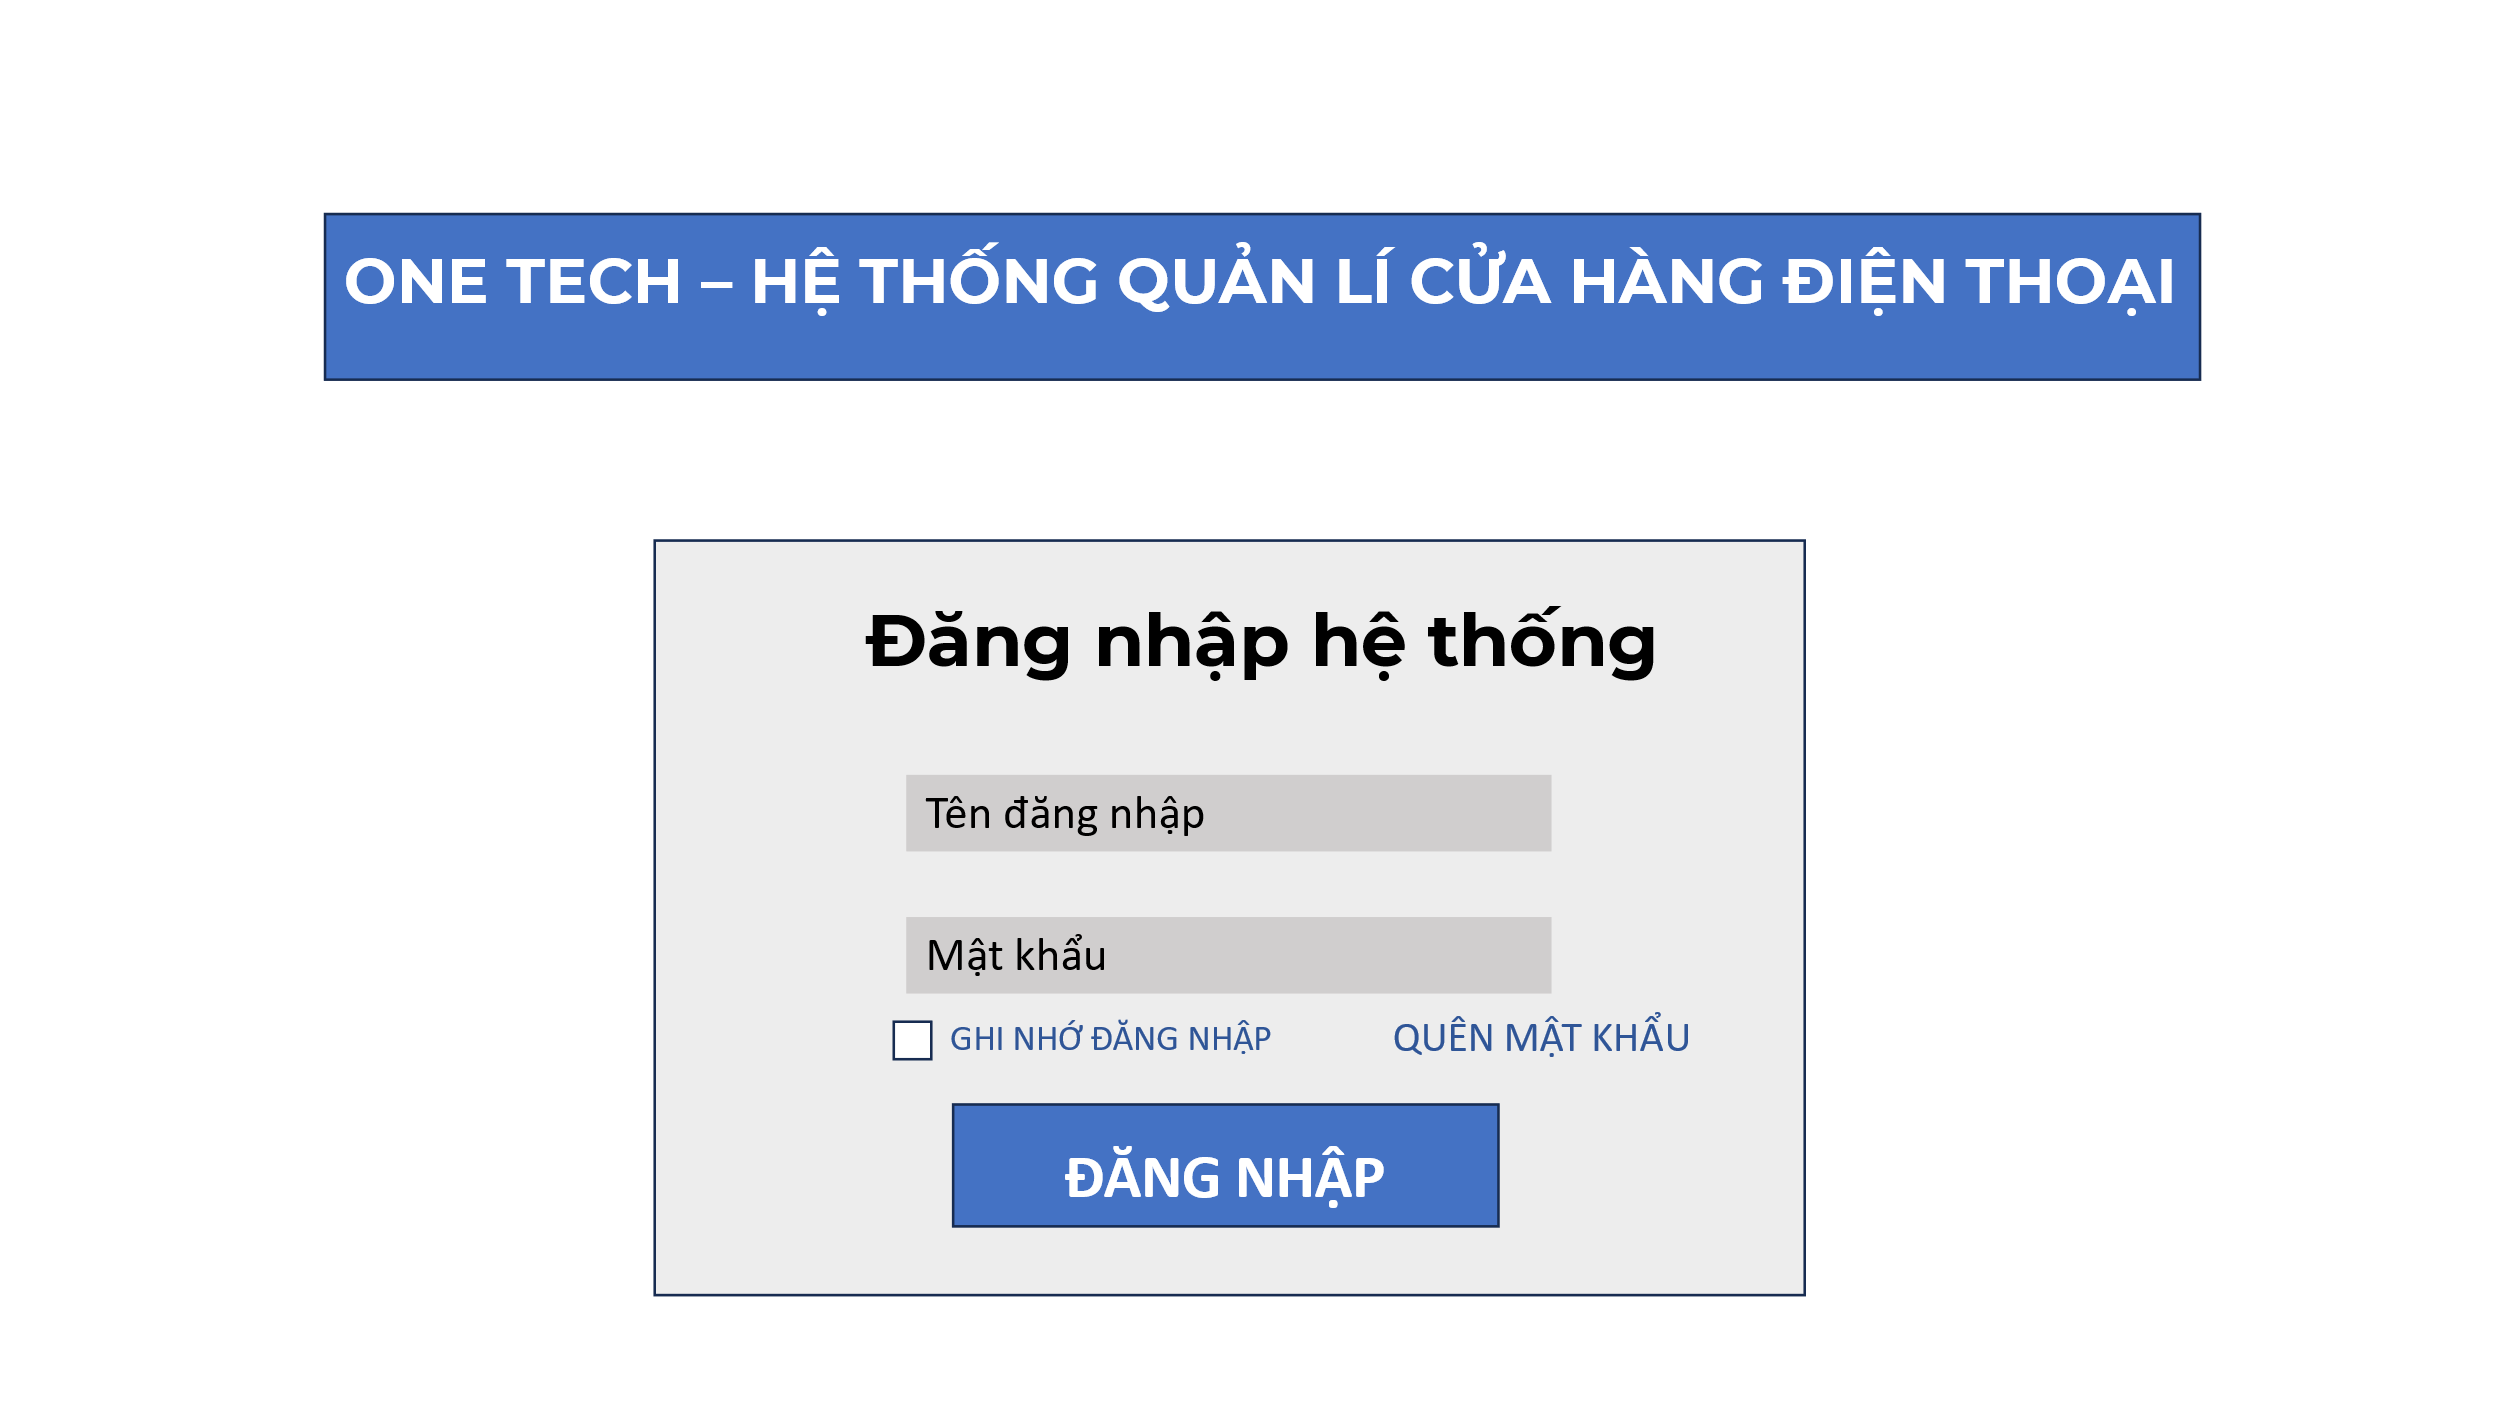 ONE TECH – HỆ THỐNG QUẢN LÍ CỬA HÀNG ĐIỆN THOẠI
Đăng nhập hệ thống
Tên đăng nhập
Mật khẩu
GHI NHỚ ĐĂNG NHẬP QUÊN MẬT KHẨU
ĐĂNG NHẬP